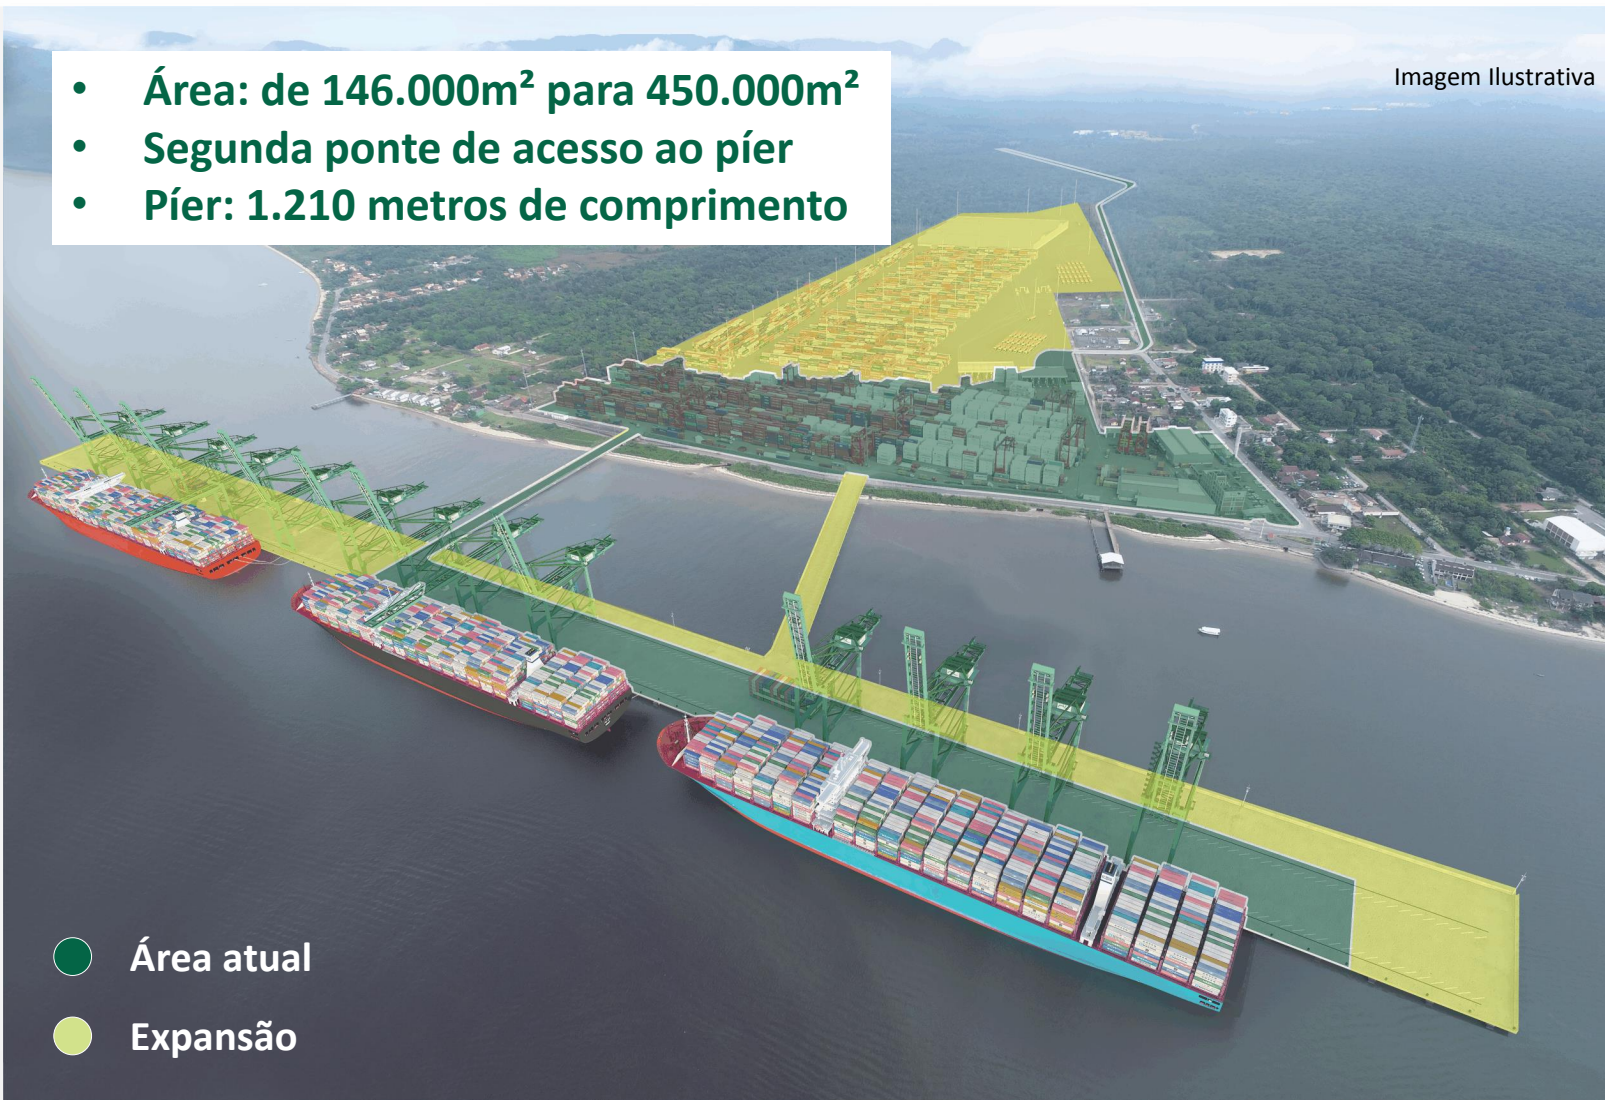 • Área: de 146.000m² para 450.000m²
• Segunda ponte de acesso ao píer
• Píer: 1.210 metros de comprimento
Imagem Ilustrativa
Área atual
Expansão